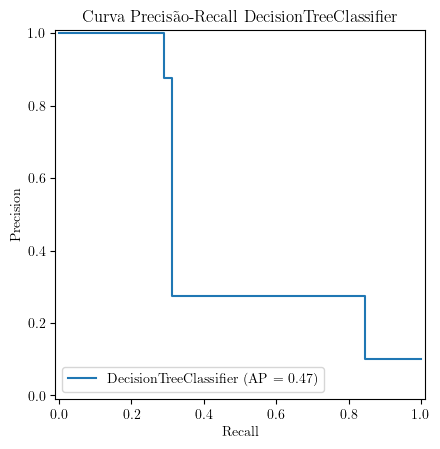 Curva Precisão-Recall DecisionTreeClassifier
1.0
0.8
0.6
0.4
0.2
0.0
Precision
DecisionTreeClassifier (AP = 0.47)
0.0 0.2 0.4 0.6 0.8 1.0
Recall